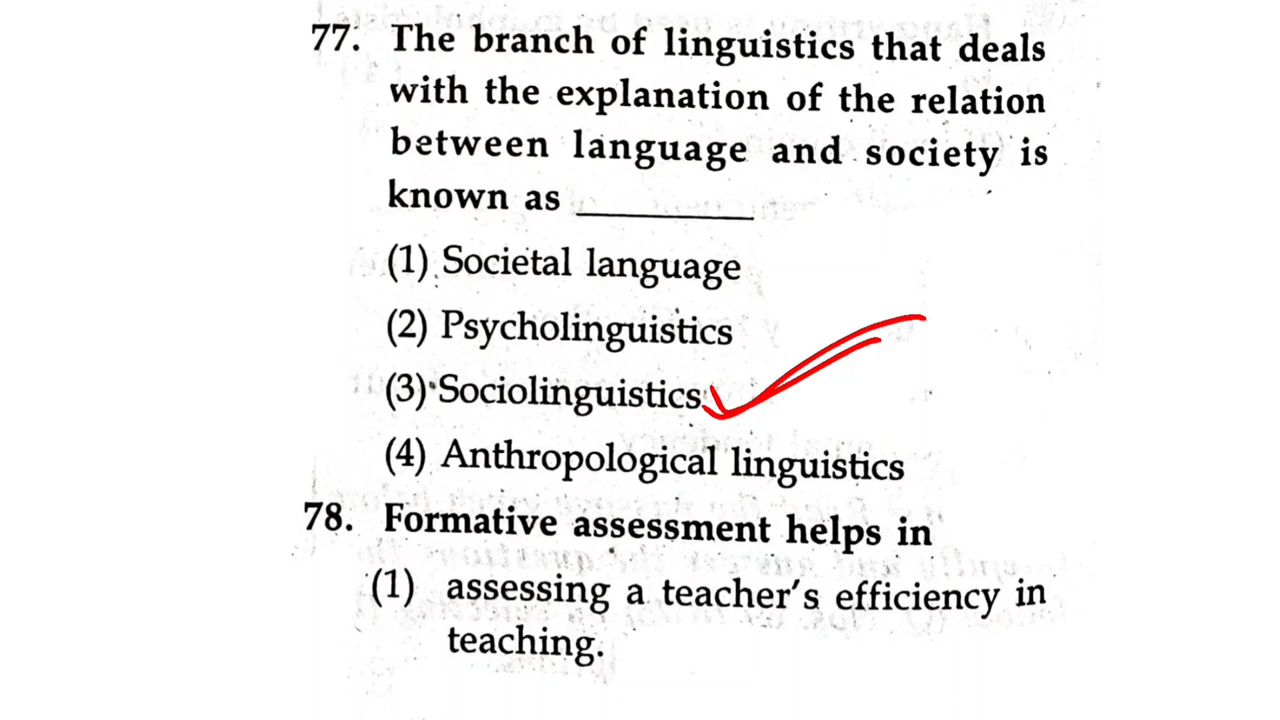 77. The branch of linguistics that deals
with the explanation of the relation
between language and society is
known as ____________
(1) Societal language
(2) Psycholinguistics
(3) Sociolinguistics
(4) Anthropological linguistics
78. Formative assessment helps in
(1) assessing a teacher's efficiency in
teaching.